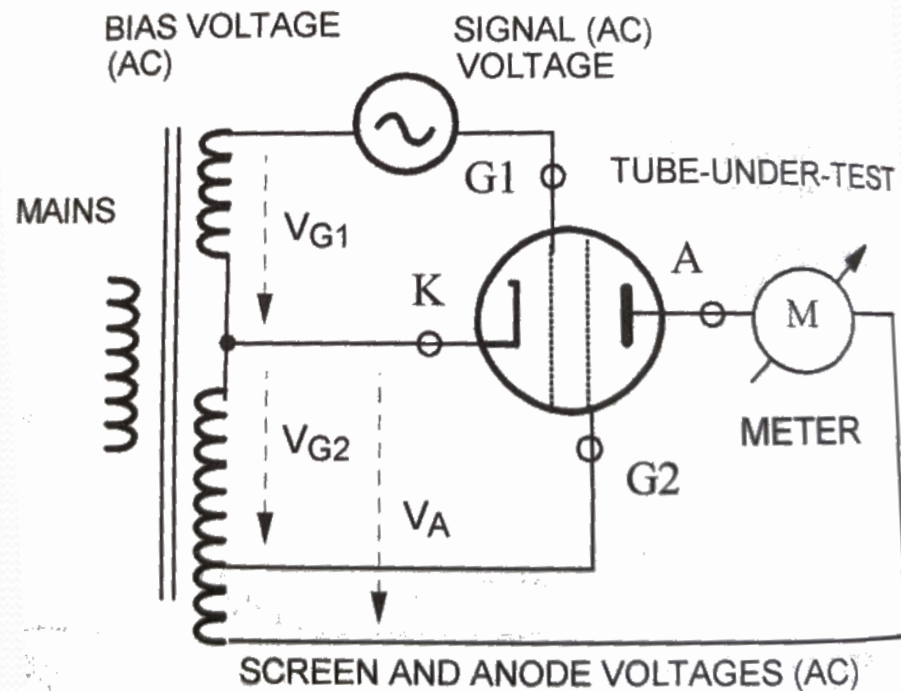 BIAS VOLTAGE
(AC)
SIGNAL (AC)
VOLTAGE
MAINS
VG1
G1
TUBE-UNDER-TEST
K
A
M
METER
VG2
G2
VA
SCREEN AND ANODE VOLTAGES (AC)